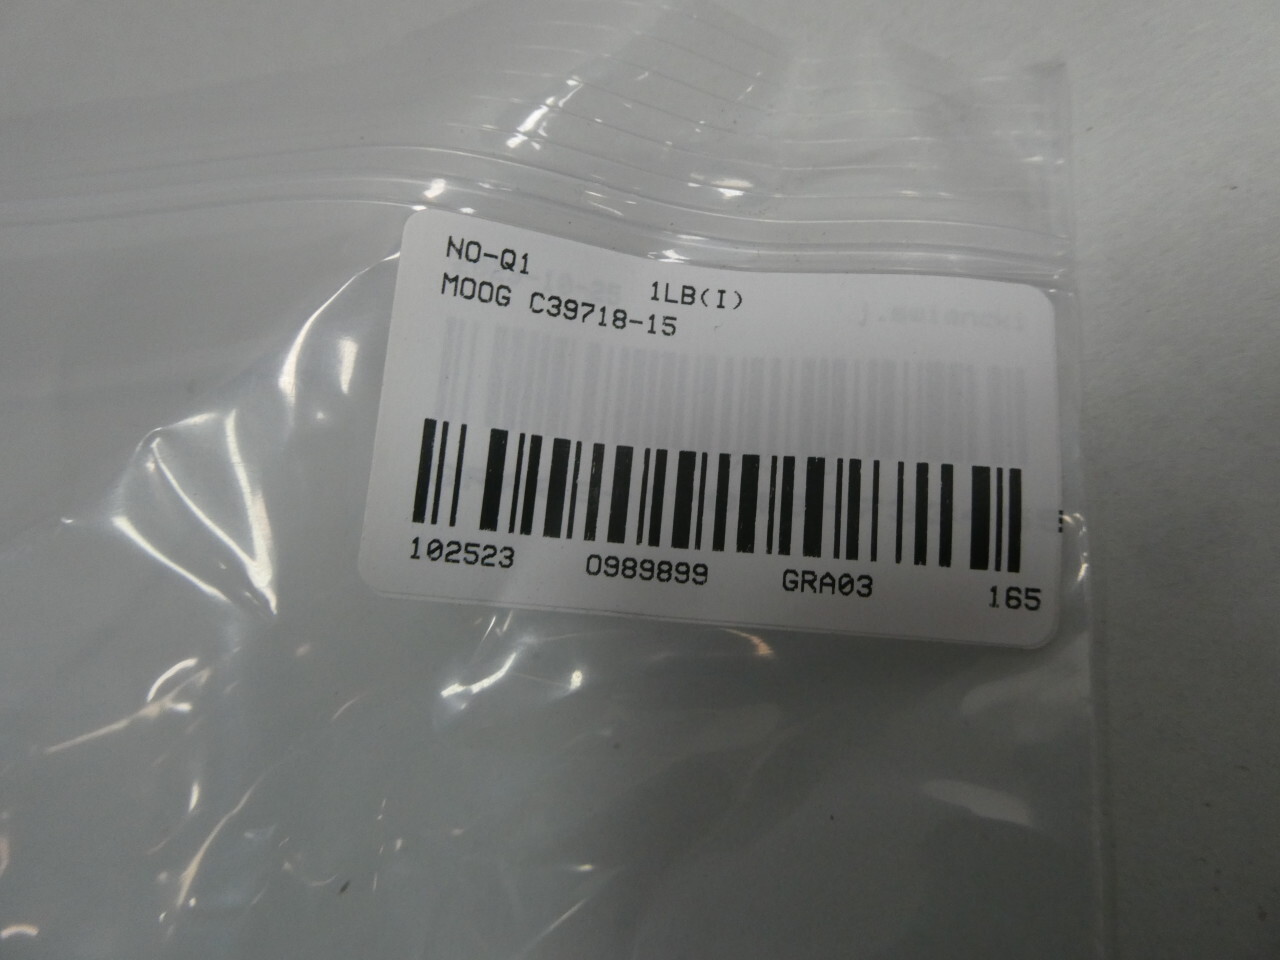 NO-Q1 1LB(I)
MOOG C39718-15
102523 0989899 GRA03 165